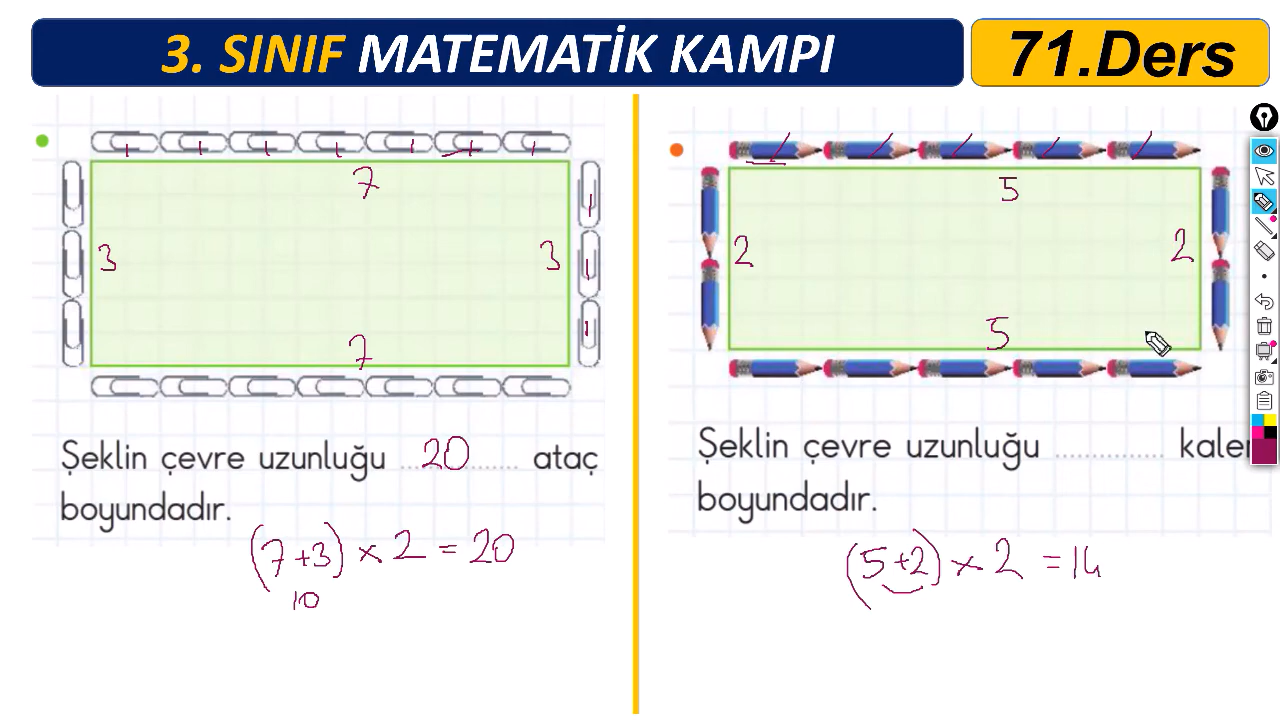 3. SINIF MATEMATİK KAMPI
71.Ders
7
3
3
7
Şeklin çevre uzunluğu ...20... ataç
boyundadır.
(7+3) × 2 = 20
10
5
2
2
5
Şeklin çevre uzunluğu ............... kale
boyundadır.
(5+2) × 2 = 14